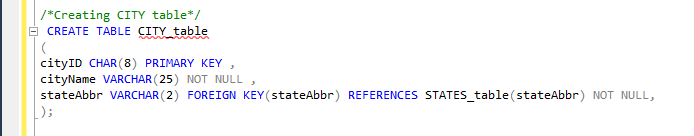 /*Creating CITY table*/
CREATE TABLE CITY_table
(
cityID CHAR(8) PRIMARY KEY ,
cityName VARCHAR(25) NOT NULL ,
stateAbbr VARCHAR(2) FOREIGN KEY(stateAbbr) REFERENCES STATES_table(stateAbbr) NOT NULL,
);